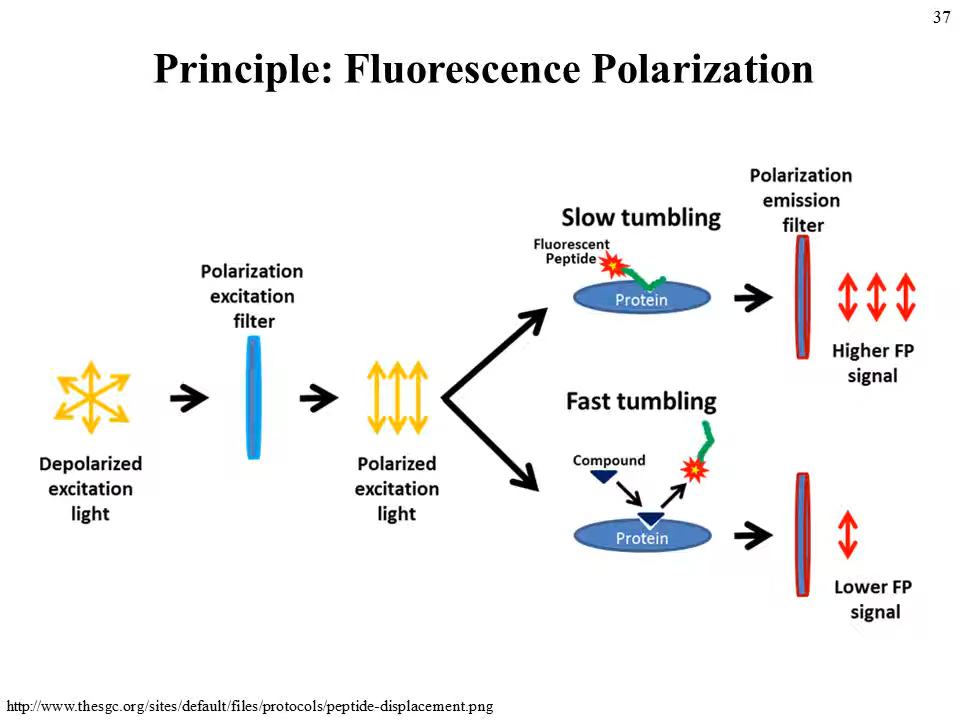 37
Principle: Fluorescence Polarization
Depolarized
excitation
light
Polarization
excitation
filter
Polarized
excitation
light
Slow tumbling
Fluorescent
Peptide
Protein
Polarization
emission
filter
Higher FP
signal
Fast tumbling
Compound
Protein
Lower FP
signal
http://www.thesgc.org/sites/default/files/protocols/peptide-displacement.png